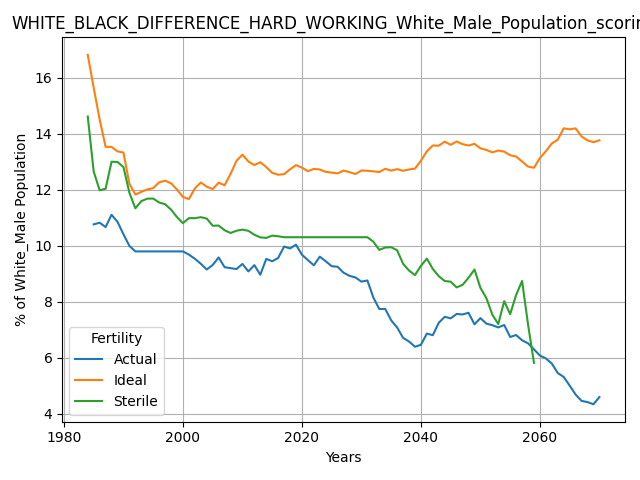 WHITE_BLACK_DIFFERENCE_HARD_WORKING_White_Male_Population_scorin
16
14
12
10
8
6
4
% of White_Male Population
Fertility
Actual
Ideal
Sterile
1980
2000
2020
2040
2060
Years